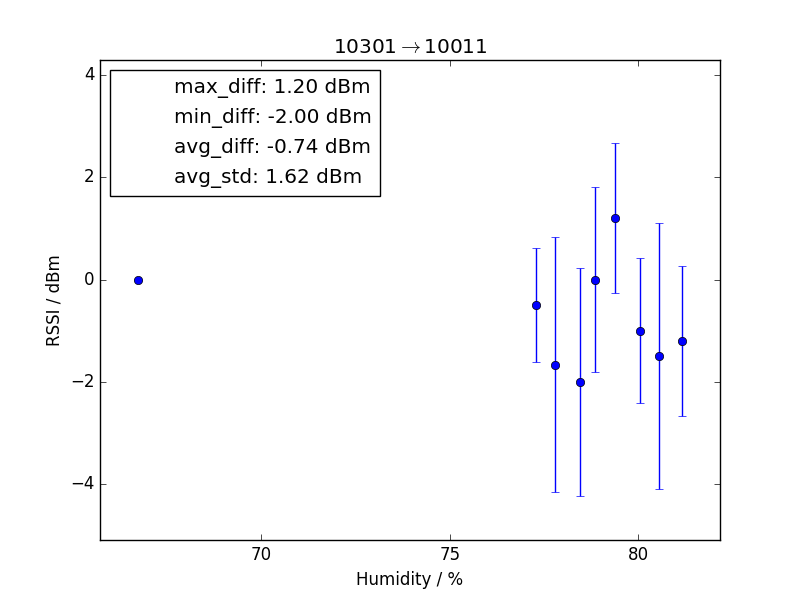 10301→10011
max_diff: 1.20 dBm
min_diff: -2.00 dBm
avg_diff: -0.74 dBm
avg_std: 1.62 dBm
4
2
0
−2
−4
RSSI / dBm
70 75 80
Humidity / %